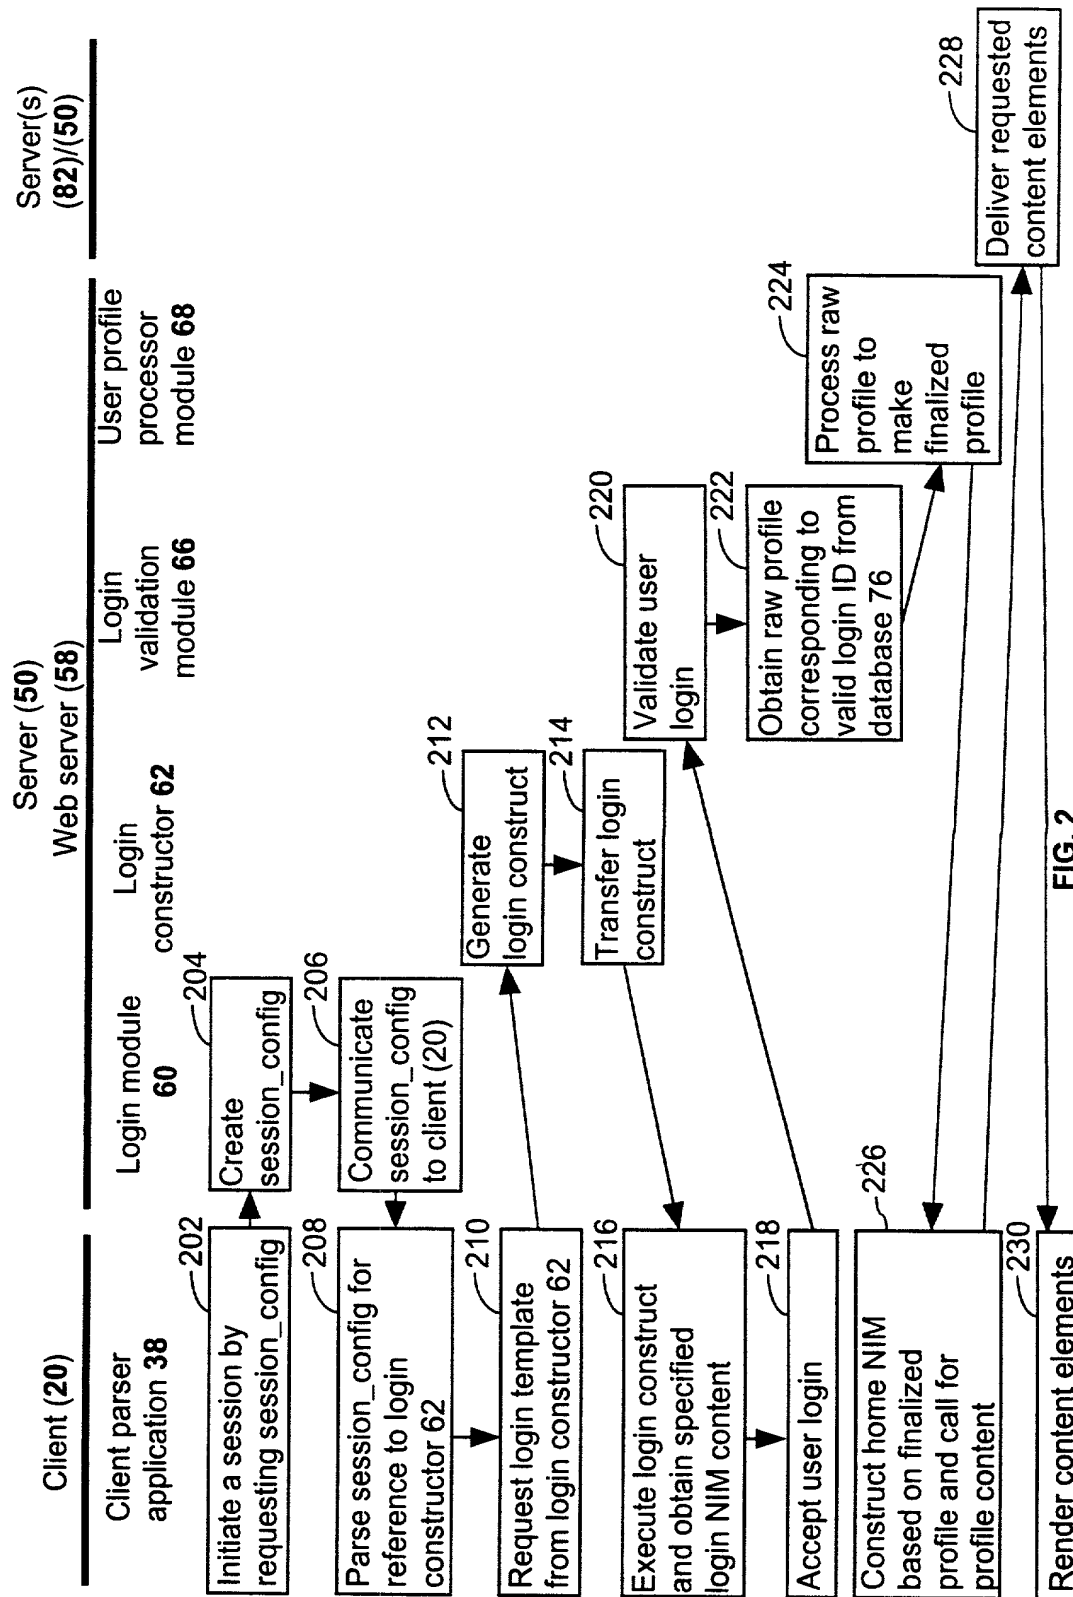 Client (20)
Server (50)
Web server (58)
Server(s)
(82)/(50)
Client parser
application 38
Login module
60
Login
constructor 62
Login
validation
module 66
User profile
processor
module 68
202
Initiate a session by
requesting session_config
204
Create
session_config
206
Communicate
session_config
to client (20)
208
Parse session_config for
reference to login
constructor 62
210
Request login template
from login constructor 62
212
Generate
login construct
214
Transfer login
construct
216
Execute login construct
and obtain specified
login NIM content
218
Accept user login
220
Validate user
login
222
Obtain raw profile
corresponding to
valid login ID from
database 76
224
Process raw
profile to
make
finalized
profile
226
Construct home NIM
based on finalized
profile and call for
profile content
228
Deliver requested
content elements
230
Render content elements
FIG. 2